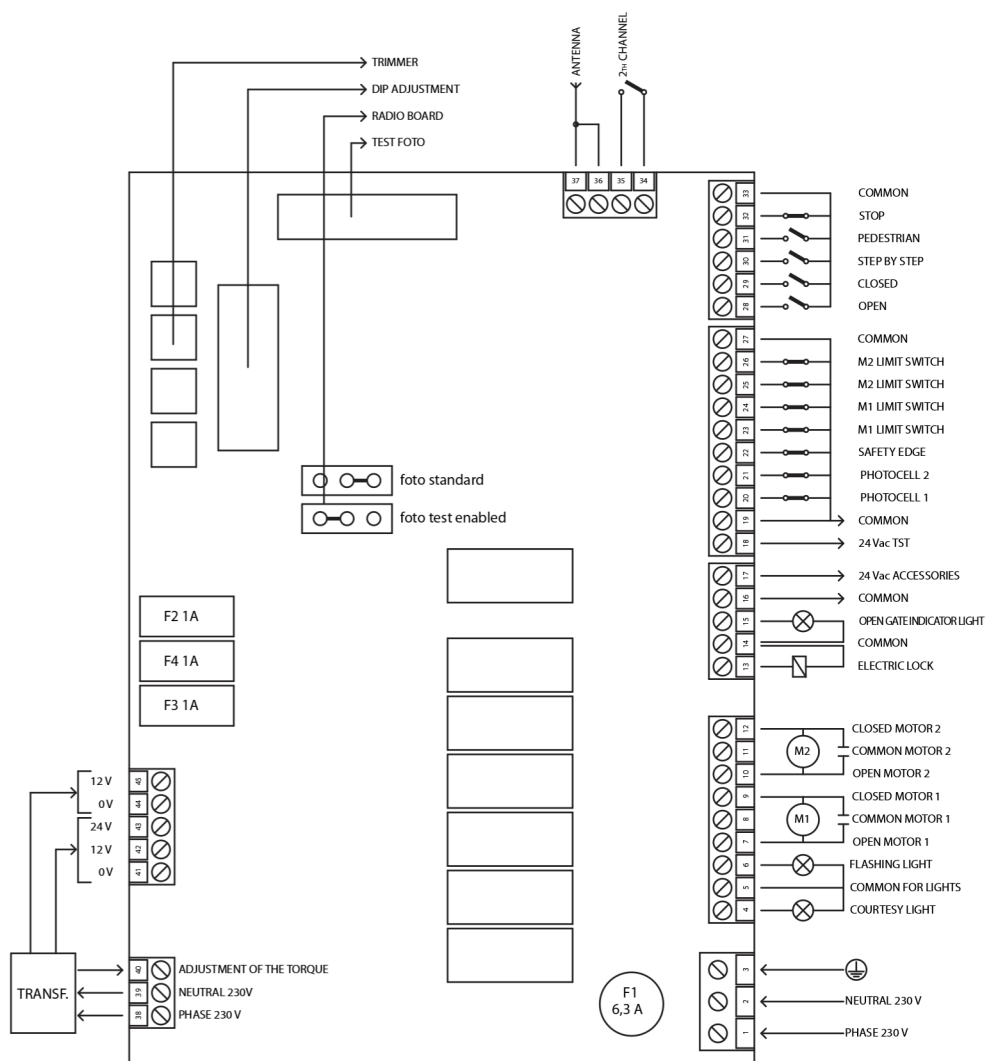 ANTENNA
2TH CHANNEL
TRIMMER
DIP ADJUSTMENT
RADIO BOARD
TEST FOTO
37 36 35 34
33 COMMON
32 STOP
31 PEDESTRIAN
30 STEP BY STEP
29 CLOSED
28 OPEN
27 COMMON
26 M2 LIMIT SWITCH
25 M2 LIMIT SWITCH
24 M1 LIMIT SWITCH
23 M1 LIMIT SWITCH
22 SAFETY EDGE
21 PHOTOCELL 2
20 PHOTOCELL 1
19 COMMON
18 24 Vac TST
foto standard
foto test enabled
17 24 Vac ACCESSORIES
16 COMMON
15 OPEN GATE INDICATOR LIGHT
14 COMMON
13 ELECTRIC LOCK
F2 1A
F4 1A
F3 1A
12 CLOSED MOTOR 2
11 M2 COMMON MOTOR 2
10 OPEN MOTOR 2
9 CLOSED MOTOR 1
8 M1 COMMON MOTOR 1
7 OPEN MOTOR 1
6 FLASHING LIGHT
5 COMMON FOR LIGHTS
4 COURTESY LIGHT
12 V 45
0 V 44
24 V 43
12 V 42
0 V 41
TRANSF.
40 ADJUSTMENT OF THE TORQUE
39 NEUTRAL 230V
38 PHASE 230 V
F1
6,3 A
3
2 NEUTRAL 230 V
1 PHASE 230 V